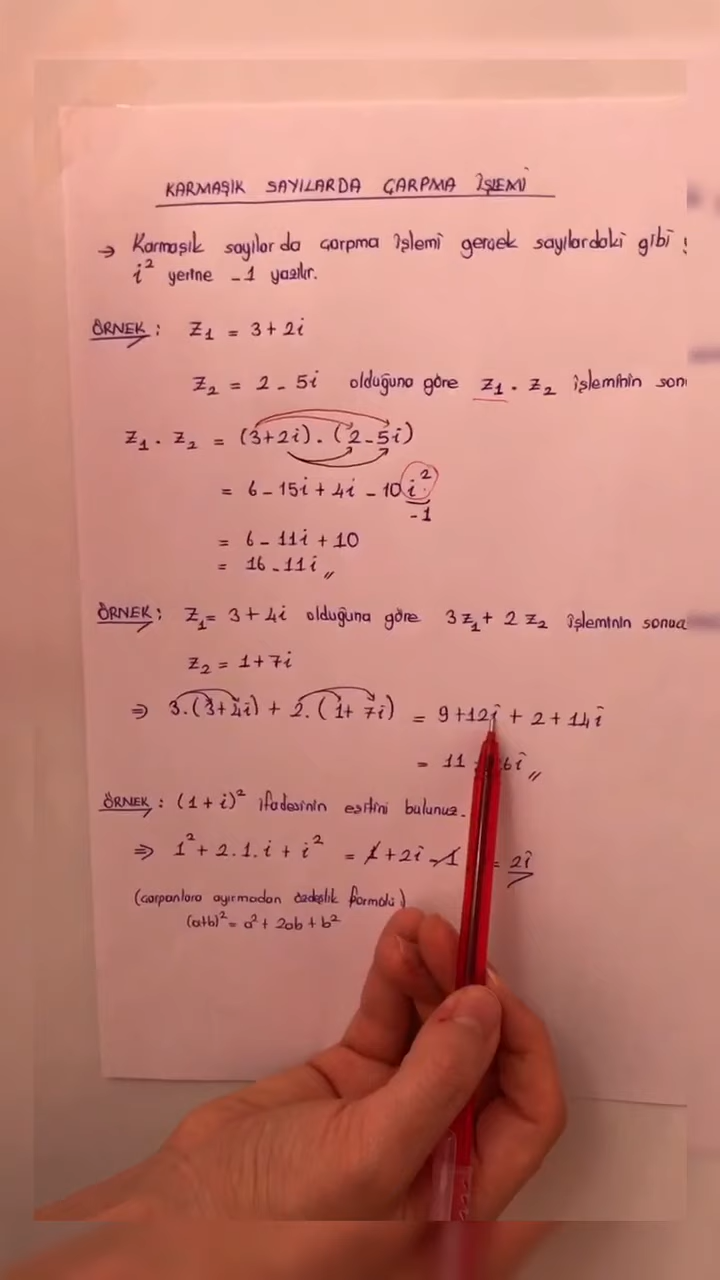 KARMAŞIK SAYILARDA ÇARPMA İŞLEMİ
→ Karmaşık sayılarda çarpma işlemi gerçek sayılardaki gibi
i² yerine -1 yazılır.
ÖRNEK: Z₁ = 3 + 2i
Z₂ = 2 - 5i olduğuna göre Z₁ . Z₂ işleminin
Z₁ . Z₂ = (3+2i) . (2-5i)
= 6 - 15i + 4i - 10i²
-1
= 6 - 11i + 10
= 16 - 11i //
ÖRNEK: Z₁ = 3 + 4i olduğuna göre 3Z₁ + 2Z₂ işleminin
Z₂ = 1 + 7i
⇒ 3.(3+4i) + 2.(1+7i) = 9 + 12i + 2 + 14i
= 11 6i //
ÖRNEK: (1 + i)² ifadesinin eşitini bulunuz.
⇒ 1² + 2.1.i + i² = 1 + 2i - 1 = 2i
(çarpanlara ayırmadan özdeşlik formülü)
(a+b)² = a² + 2ab + b²